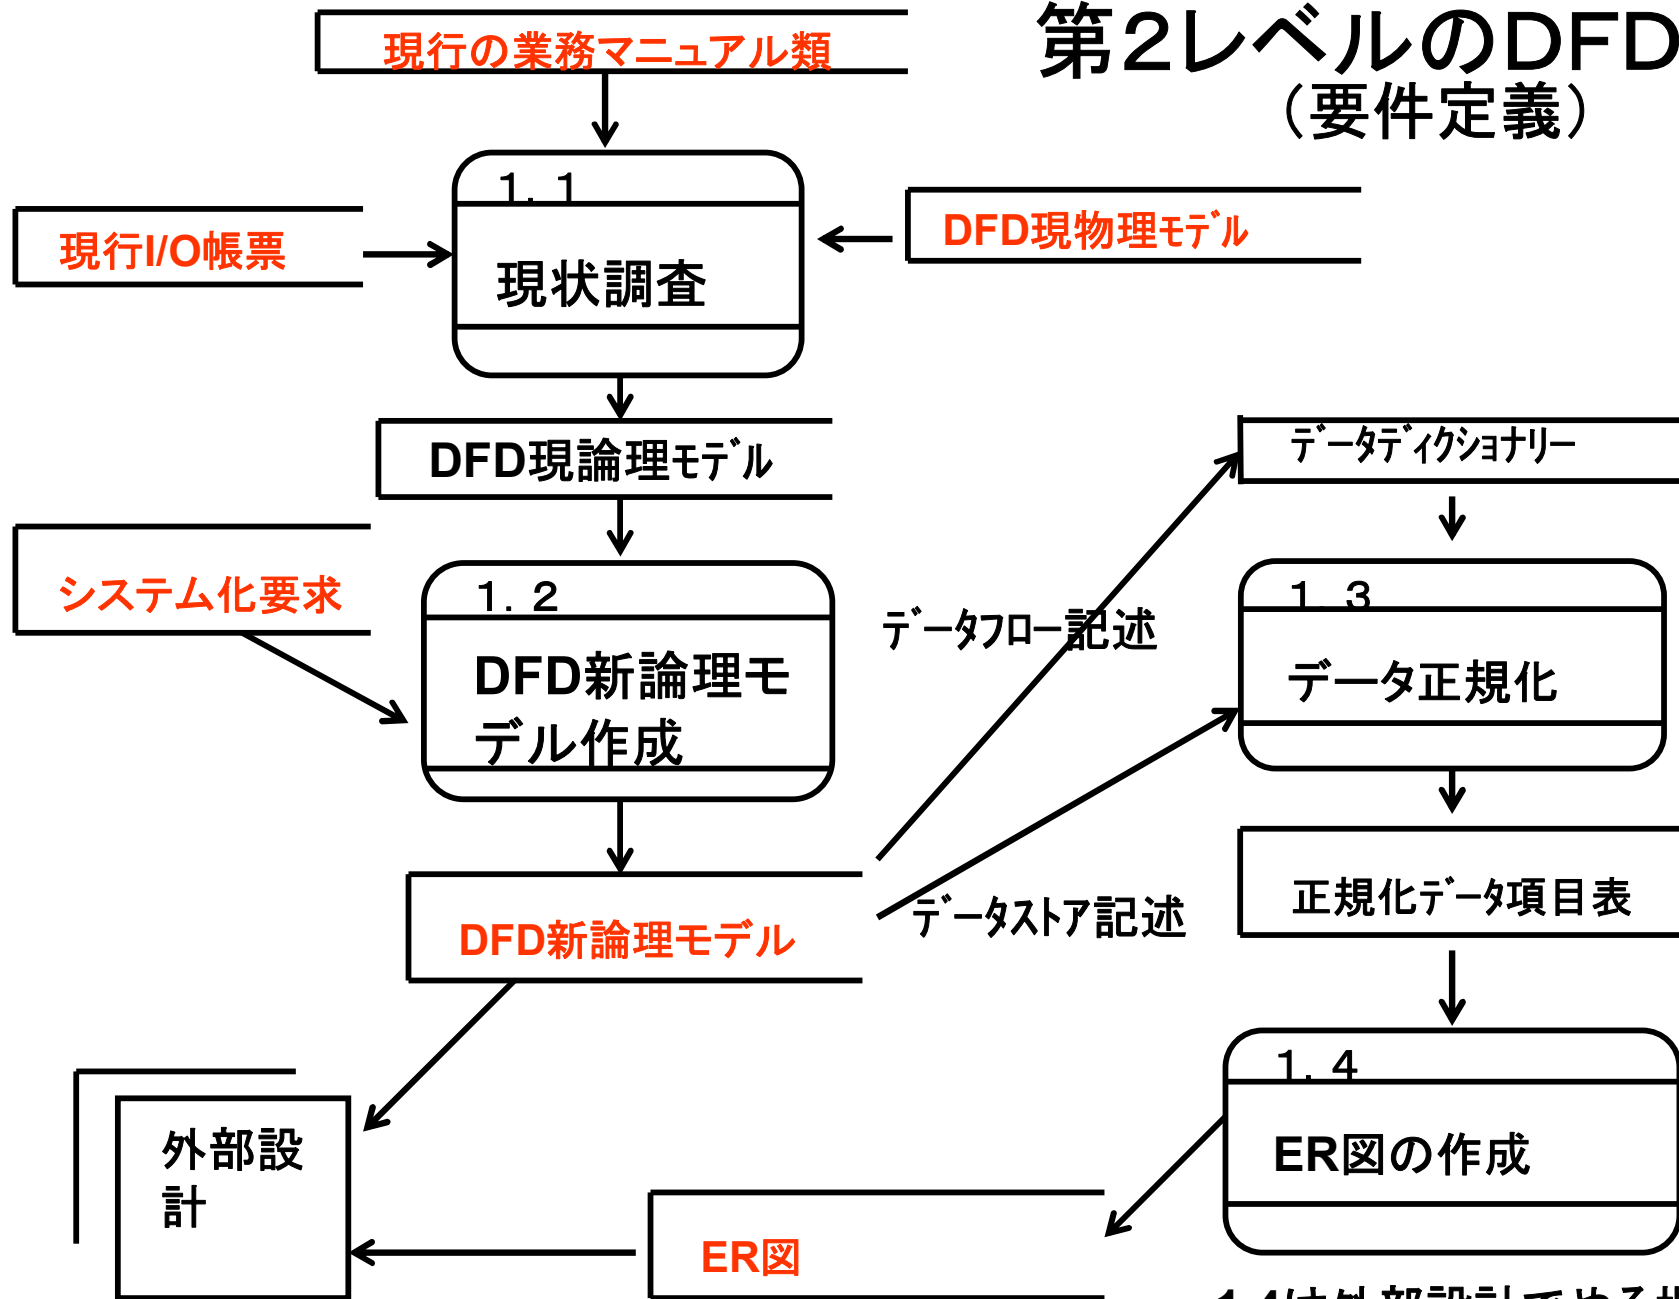 第２レベルのDFD
（要件定義）
現行の業務マニュアル類
１．１
現状調査
現行I/O帳票
DFD現物理ﾓﾃﾞﾙ
DFD現論理ﾓﾃﾞﾙ
ﾃﾞｰﾀﾃﾞｨｸｼｮﾅﾘｰ
システム化要求
１．２
DFD新論理モ
デル作成
ﾃﾞｰﾀﾌﾛｰ記述
１．３
データ正規化
DFD新論理モデル
ﾃﾞｰﾀｽﾄｱ記述
正規化ﾃﾞｰﾀ項目表
１．４
ER図の作成
外部設
計
ER図